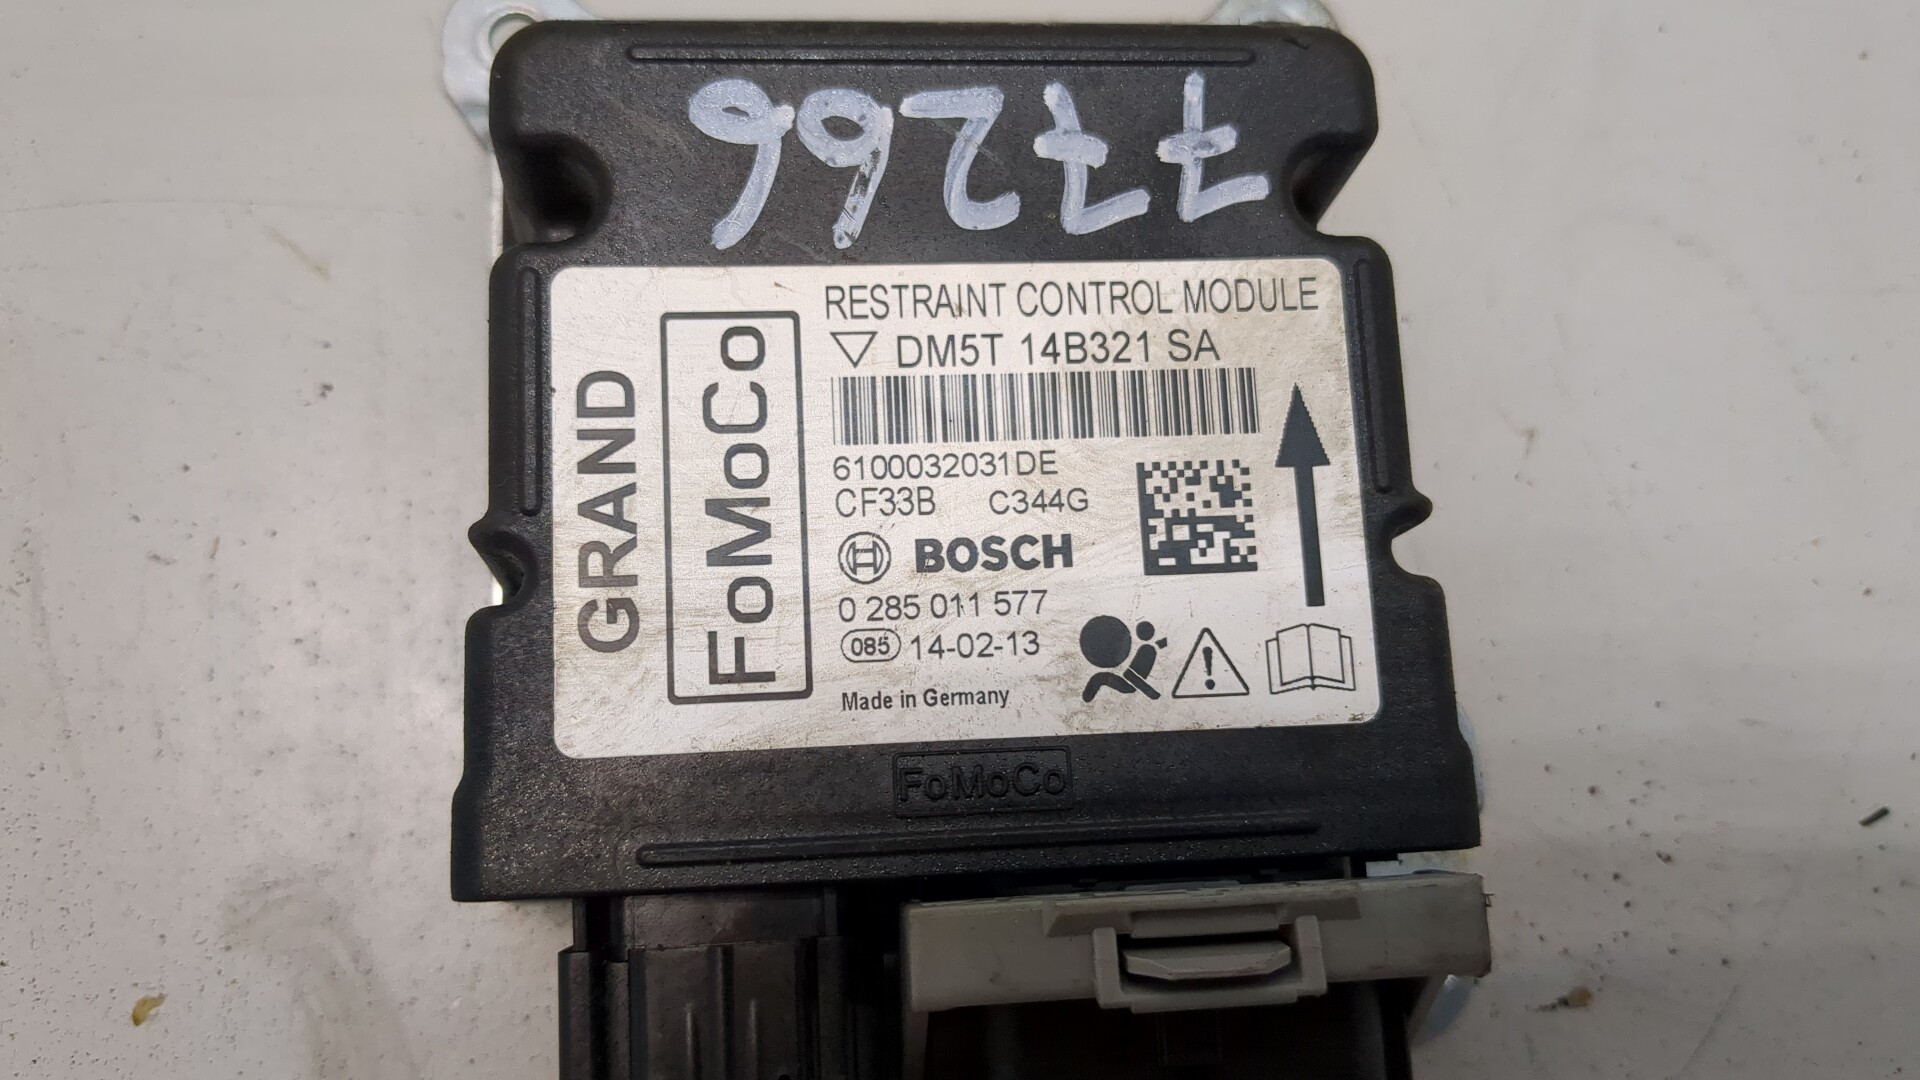 77266
RESTRAINT CONTROL MODULE
▽ DM5T 14B321 SA
6100032031DE
CF33B C344G
BOSCH
0 285 011 577
085 14-02-13
Made in Germany
GRAND
FoMoCo
FoMoCo